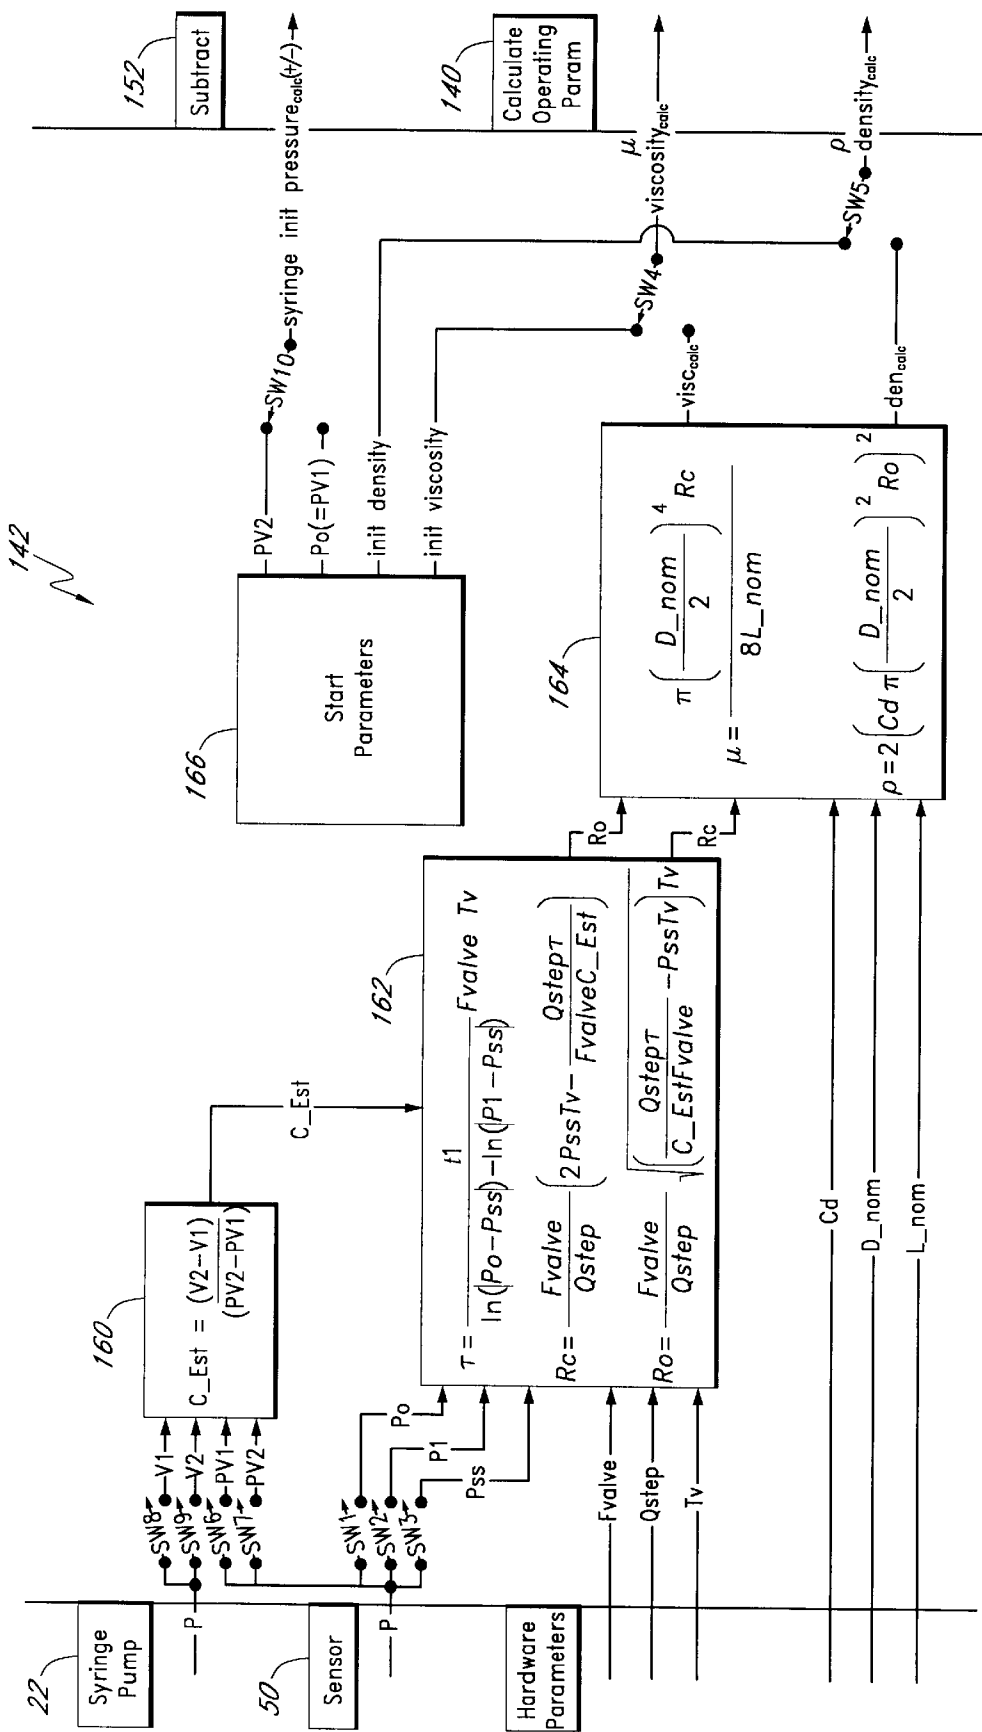 142
22
Syringe
Pump
P
SW8
SW9
SW6
SW7
V1
V2
PV1
PV2
160
C_Est = (V2−V1)
(PV2−PV1)
C_Est
50
Sensor
P
SW1
SW2
SW3
Po
P1
Pss
Hardware
Parameters
Fvalve
Qstep
Tv
Cd
D_nom
L_nom
162
τ = t1 / ln(|Po−Pss|)−ln(|P1−Pss|) Fvalve Tv
Rc = Fvalve / Qstep (2PssTv − Qstepτ / FvalveC_Est)
Ro = Fvalve / Qstep √((Qstepτ / C_EstFvalve − PssTv) Tv)
Ro
Rc
164
μ = π (D_nom / 2)^4 Rc / 8L_nom
ρ = 2 (Cd π (D_nom / 2)^2 Ro)^2
visc calc
den calc
166
Start
Parameters
PV2
Po(=PV1)
init density
init viscosity
SW10
syringe init pressure calc(+/−)
SW4
μ
viscosity calc
SW5
ρ
density calc
152
Subtract
140
Calculate
Operating
Param